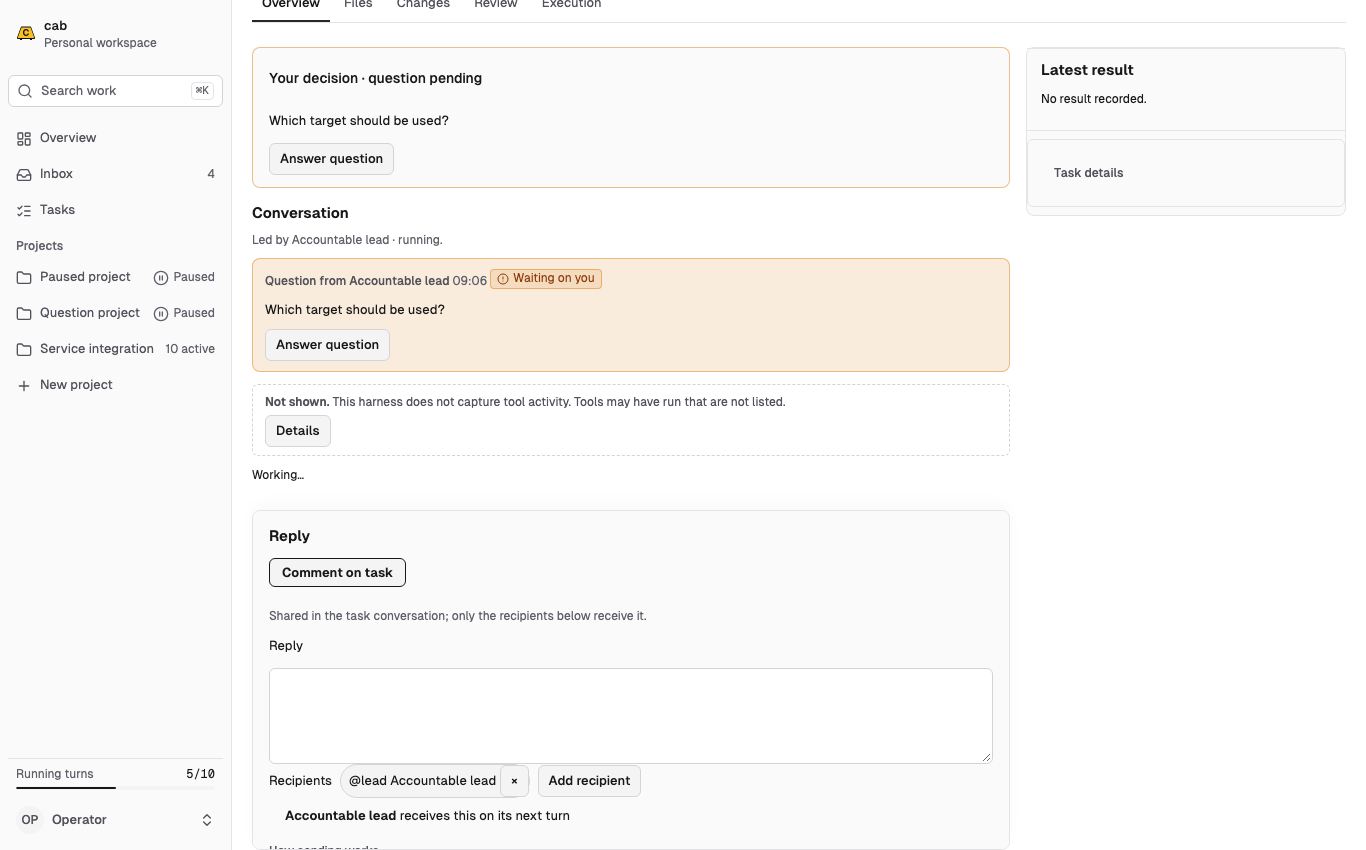 cab
Personal workspace
Search work ⌘K
Overview
Inbox 4
Tasks
Projects
Paused project Paused
Question project Paused
Service integration 10 active
New project
Running turns 5/10
OP Operator
Overview Files Changes Review Execution
Your decision · question pending
Which target should be used?
Answer question
Conversation
Led by Accountable lead · running.
Question from Accountable lead 09:06 Waiting on you
Which target should be used?
Answer question
Not shown. This harness does not capture tool activity. Tools may have run that are not listed.
Details
Working…
Reply
Comment on task
Shared in the task conversation; only the recipients below receive it.
Reply
Recipients @lead Accountable lead × Add recipient
Accountable lead receives this on its next turn
How sending works
Latest result
No result recorded.
Task details